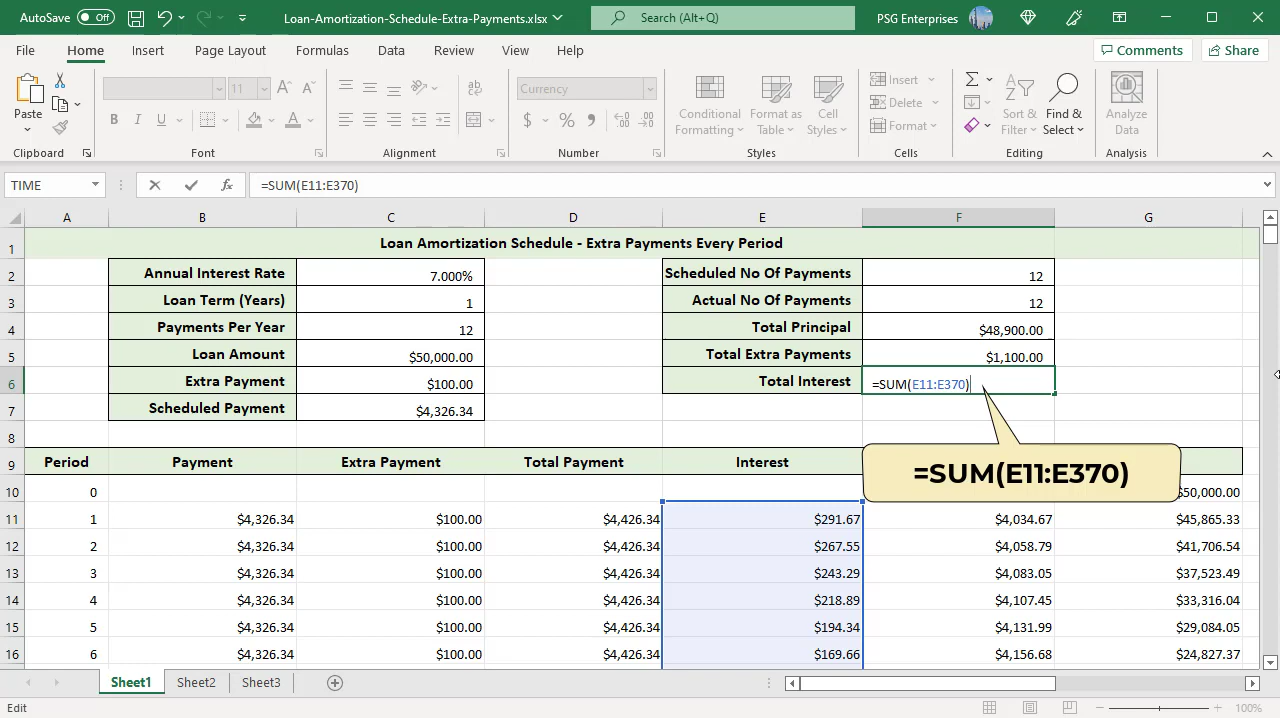 AutoSave Off Loan-Amortization-Schedule-Extra-Payments.xlsx Search (Alt+Q) PSG Enterprises
File Home Insert Page Layout Formulas Data Review View Help Comments Share
Paste
Clipboard
11
B I U A
Font
ab
Alignment
Currency
$ % ,
Number
Conditional Formatting
Format as Table
Cell Styles
Styles
Insert
Delete
Format
Cells
Sort & Filter
Find & Select
Editing
Analyze Data
Analysis
TIME fx =SUM(E11:E370)
A B C D E F G
1 Loan Amortization Schedule - Extra Payments Every Period
2 Annual Interest Rate 7.000% Scheduled No Of Payments 12
3 Loan Term (Years) 1 Actual No Of Payments 12
4 Payments Per Year 12 Total Principal $48,900.00
5 Loan Amount $50,000.00 Total Extra Payments $1,100.00
6 Extra Payment $100.00 Total Interest =SUM(E11:E370)
7 Scheduled Payment $4,326.34
8
=SUM(E11:E370)
9 Period Payment Extra Payment Total Payment Interest
10 0 $50,000.00
11 1 $4,326.34 $100.00 $4,426.34 $291.67 $4,034.67 $45,865.33
12 2 $4,326.34 $100.00 $4,426.34 $267.55 $4,058.79 $41,706.54
13 3 $4,326.34 $100.00 $4,426.34 $243.29 $4,083.05 $37,523.49
14 4 $4,326.34 $100.00 $4,426.34 $218.89 $4,107.45 $33,316.04
15 5 $4,326.34 $100.00 $4,426.34 $194.34 $4,131.99 $29,084.05
16 6 $4,326.34 $100.00 $4,426.34 $169.66 $4,156.68 $24,827.37
Sheet1 Sheet2 Sheet3
Edit 100%